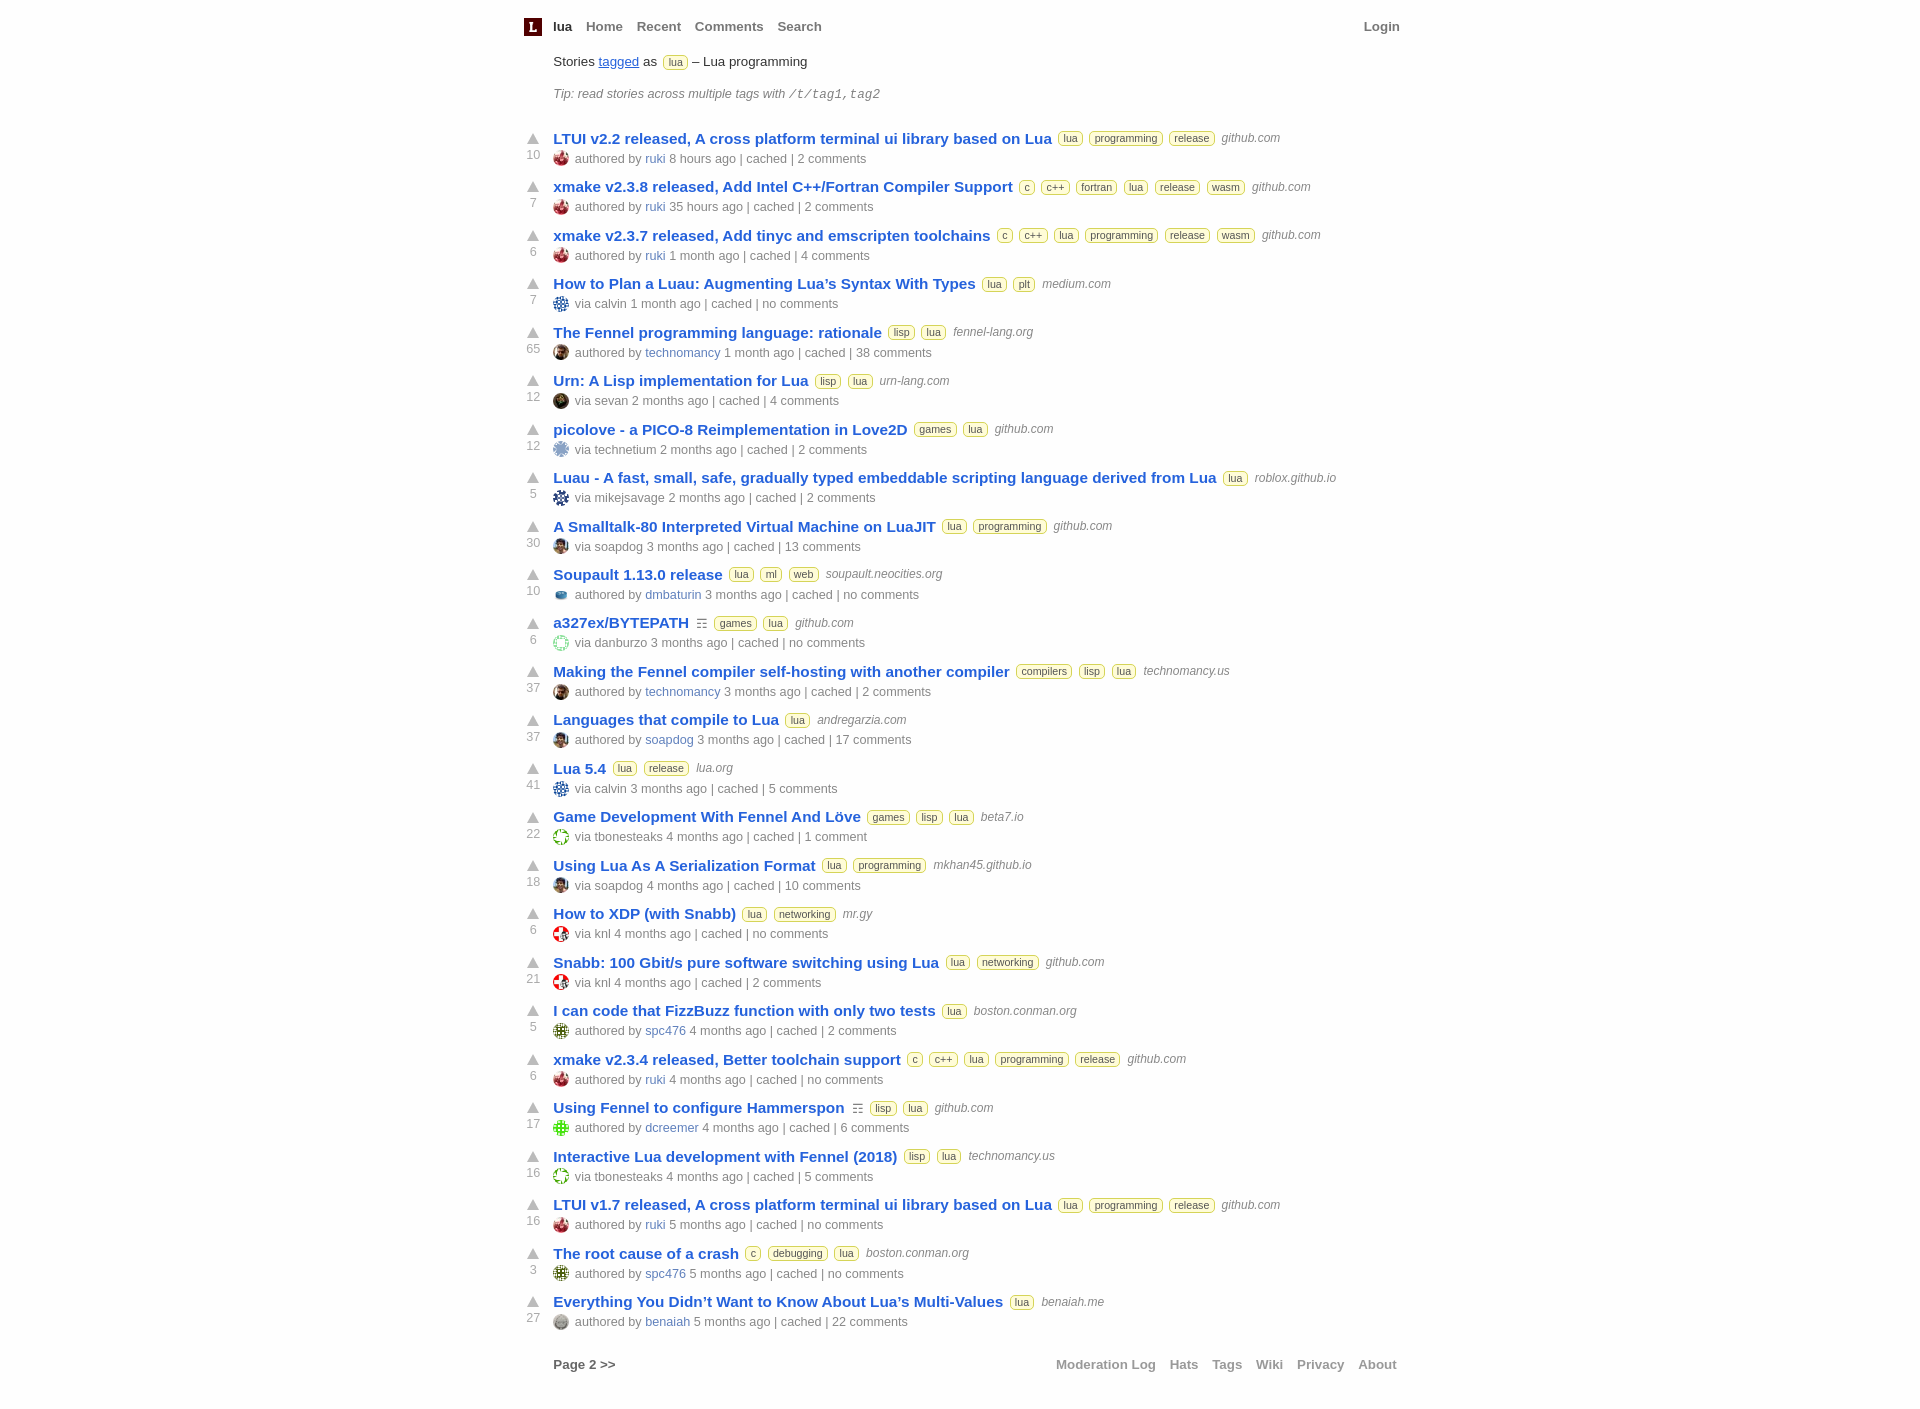 L lua Home Recent Comments Search Login
Stories tagged as lua – Lua programming
Tip: read stories across multiple tags with /t/tag1,tag2
LTUI v2.2 released, A cross platform terminal ui library based on Lua lua programming release github.com
10 authored by ruki 8 hours ago | cached | 2 comments
xmake v2.3.8 released, Add Intel C++/Fortran Compiler Support c c++ fortran lua release wasm github.com
7 authored by ruki 35 hours ago | cached | 2 comments
xmake v2.3.7 released, Add tinyc and emscripten toolchains c c++ lua programming release wasm github.com
6 authored by ruki 1 month ago | cached | 4 comments
How to Plan a Luau: Augmenting Lua’s Syntax With Types lua plt medium.com
7 via calvin 1 month ago | cached | no comments
The Fennel programming language: rationale lisp lua fennel-lang.org
65 authored by technomancy 1 month ago | cached | 38 comments
Urn: A Lisp implementation for Lua lisp lua urn-lang.com
12 via sevan 2 months ago | cached | 4 comments
picolove - a PICO-8 Reimplementation in Love2D games lua github.com
12 via technetium 2 months ago | cached | 2 comments
Luau - A fast, small, safe, gradually typed embeddable scripting language derived from Lua lua roblox.github.io
5 via mikejsavage 2 months ago | cached | 2 comments
A Smalltalk-80 Interpreted Virtual Machine on LuaJIT lua programming github.com
30 via soapdog 3 months ago | cached | 13 comments
Soupault 1.13.0 release lua ml web soupault.neocities.org
10 authored by dmbaturin 3 months ago | cached | no comments
a327ex/BYTEPATH ☶ games lua github.com
6 via danburzo 3 months ago | cached | no comments
Making the Fennel compiler self-hosting with another compiler compilers lisp lua technomancy.us
37 authored by technomancy 3 months ago | cached | 2 comments
Languages that compile to Lua lua andregarzia.com
37 authored by soapdog 3 months ago | cached | 17 comments
Lua 5.4 lua release lua.org
41 via calvin 3 months ago | cached | 5 comments
Game Development With Fennel And Löve games lisp lua beta7.io
22 via tbonesteaks 4 months ago | cached | 1 comment
Using Lua As A Serialization Format lua programming mkhan45.github.io
18 via soapdog 4 months ago | cached | 10 comments
How to XDP (with Snabb) lua networking mr.gy
6 via knl 4 months ago | cached | no comments
Snabb: 100 Gbit/s pure software switching using Lua lua networking github.com
21 via knl 4 months ago | cached | 2 comments
I can code that FizzBuzz function with only two tests lua boston.conman.org
5 authored by spc476 4 months ago | cached | 2 comments
xmake v2.3.4 released, Better toolchain support c c++ lua programming release github.com
6 authored by ruki 4 months ago | cached | no comments
Using Fennel to configure Hammerspon ☶ lisp lua github.com
17 authored by dcreemer 4 months ago | cached | 6 comments
Interactive Lua development with Fennel (2018) lisp lua technomancy.us
16 via tbonesteaks 4 months ago | cached | 5 comments
LTUI v1.7 released, A cross platform terminal ui library based on Lua lua programming release github.com
16 authored by ruki 5 months ago | cached | no comments
The root cause of a crash c debugging lua boston.conman.org
3 authored by spc476 5 months ago | cached | no comments
Everything You Didn’t Want to Know About Lua’s Multi-Values lua benaiah.me
27 authored by benaiah 5 months ago | cached | 22 comments
Page 2 >> Moderation Log Hats Tags Wiki Privacy About